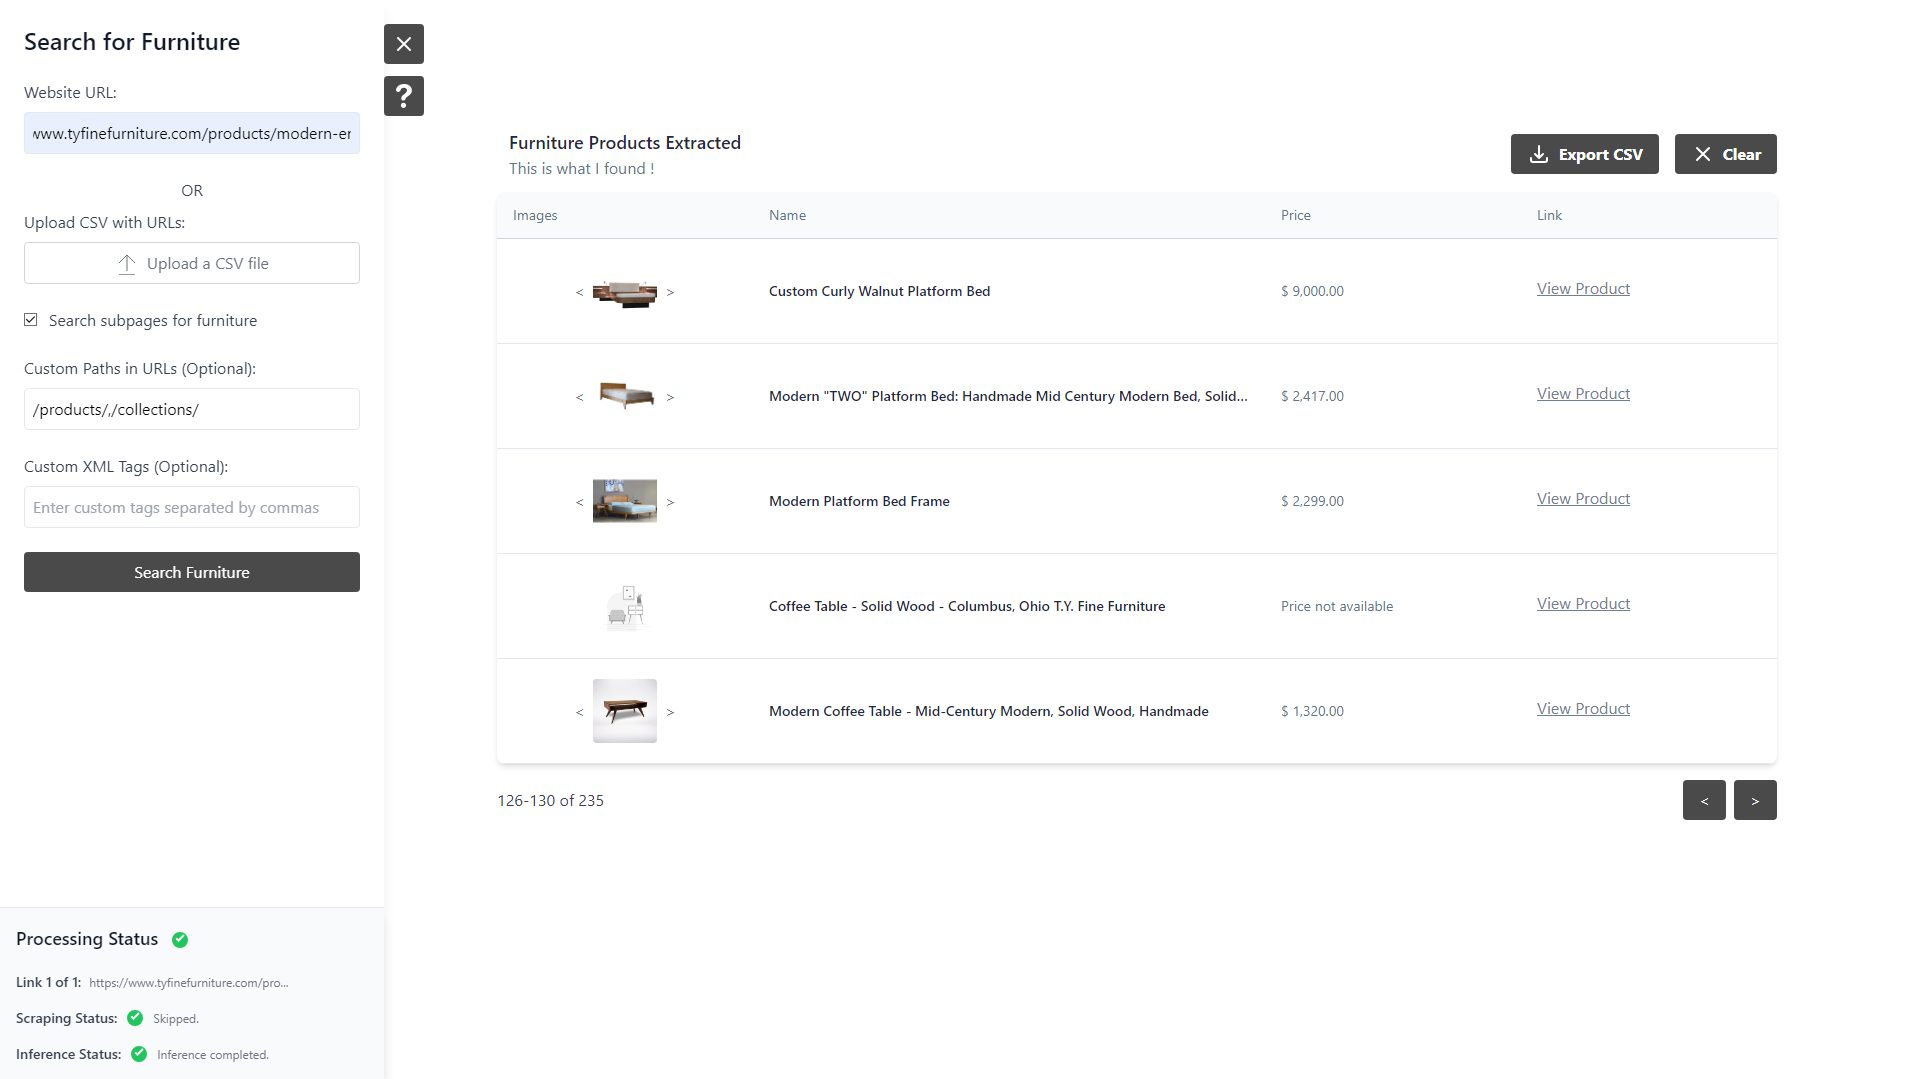 Search for Furniture
Website URL:
www.tyfinefurniture.com/products/modern-er
OR
Upload CSV with URLs:
Upload a CSV file
Search subpages for furniture
Custom Paths in URLs (Optional):
/products/,/collections/
Custom XML Tags (Optional):
Enter custom tags separated by commas
Search Furniture
Processing Status
Link 1 of 1: https://www.tyfinefurniture.com/pro...
Scraping Status: Skipped.
Inference Status: Inference completed.
?
Furniture Products Extracted
This is what I found !
Export CSV
Clear
Images Name Price Link
< > Custom Curly Walnut Platform Bed $ 9,000.00 View Product
< > Modern "TWO" Platform Bed: Handmade Mid Century Modern Bed, Solid... $ 2,417.00 View Product
< > Modern Platform Bed Frame $ 2,299.00 View Product
Coffee Table - Solid Wood - Columbus, Ohio T.Y. Fine Furniture Price not available View Product
< > Modern Coffee Table - Mid-Century Modern, Solid Wood, Handmade $ 1,320.00 View Product
126-130 of 235
< >